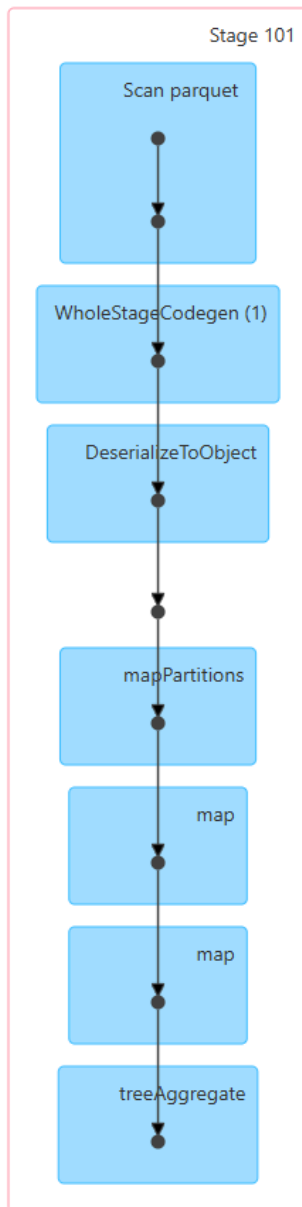 Stage 101
Scan parquet
WholeStageCodegen (1)
DeserializeToObject
mapPartitions
map
map
treeAggregate